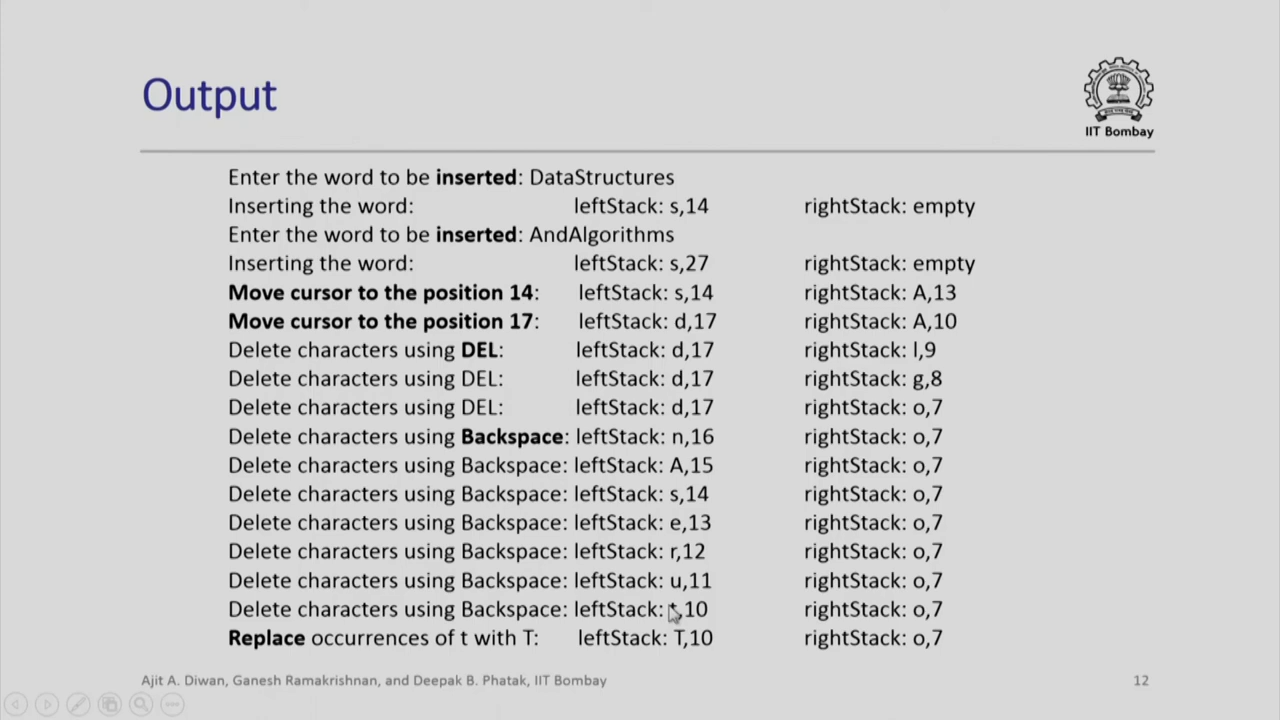 Output
IIT Bombay
Enter the word to be inserted: DataStructures
Inserting the word: leftStack: s,14 rightStack: empty
Enter the word to be inserted: AndAlgorithms
Inserting the word: leftStack: s,27 rightStack: empty
Move cursor to the position 14: leftStack: s,14 rightStack: A,13
Move cursor to the position 17: leftStack: d,17 rightStack: A,10
Delete characters using DEL: leftStack: d,17 rightStack: l,9
Delete characters using DEL: leftStack: d,17 rightStack: g,8
Delete characters using DEL: leftStack: d,17 rightStack: o,7
Delete characters using Backspace: leftStack: n,16 rightStack: o,7
Delete characters using Backspace: leftStack: A,15 rightStack: o,7
Delete characters using Backspace: leftStack: s,14 rightStack: o,7
Delete characters using Backspace: leftStack: e,13 rightStack: o,7
Delete characters using Backspace: leftStack: r,12 rightStack: o,7
Delete characters using Backspace: leftStack: u,11 rightStack: o,7
Delete characters using Backspace: leftStack: ,10 rightStack: o,7
Replace occurrences of t with T: leftStack: T,10 rightStack: o,7
Ajit A. Diwan, Ganesh Ramakrishnan, and Deepak B. Phatak, IIT Bombay
12